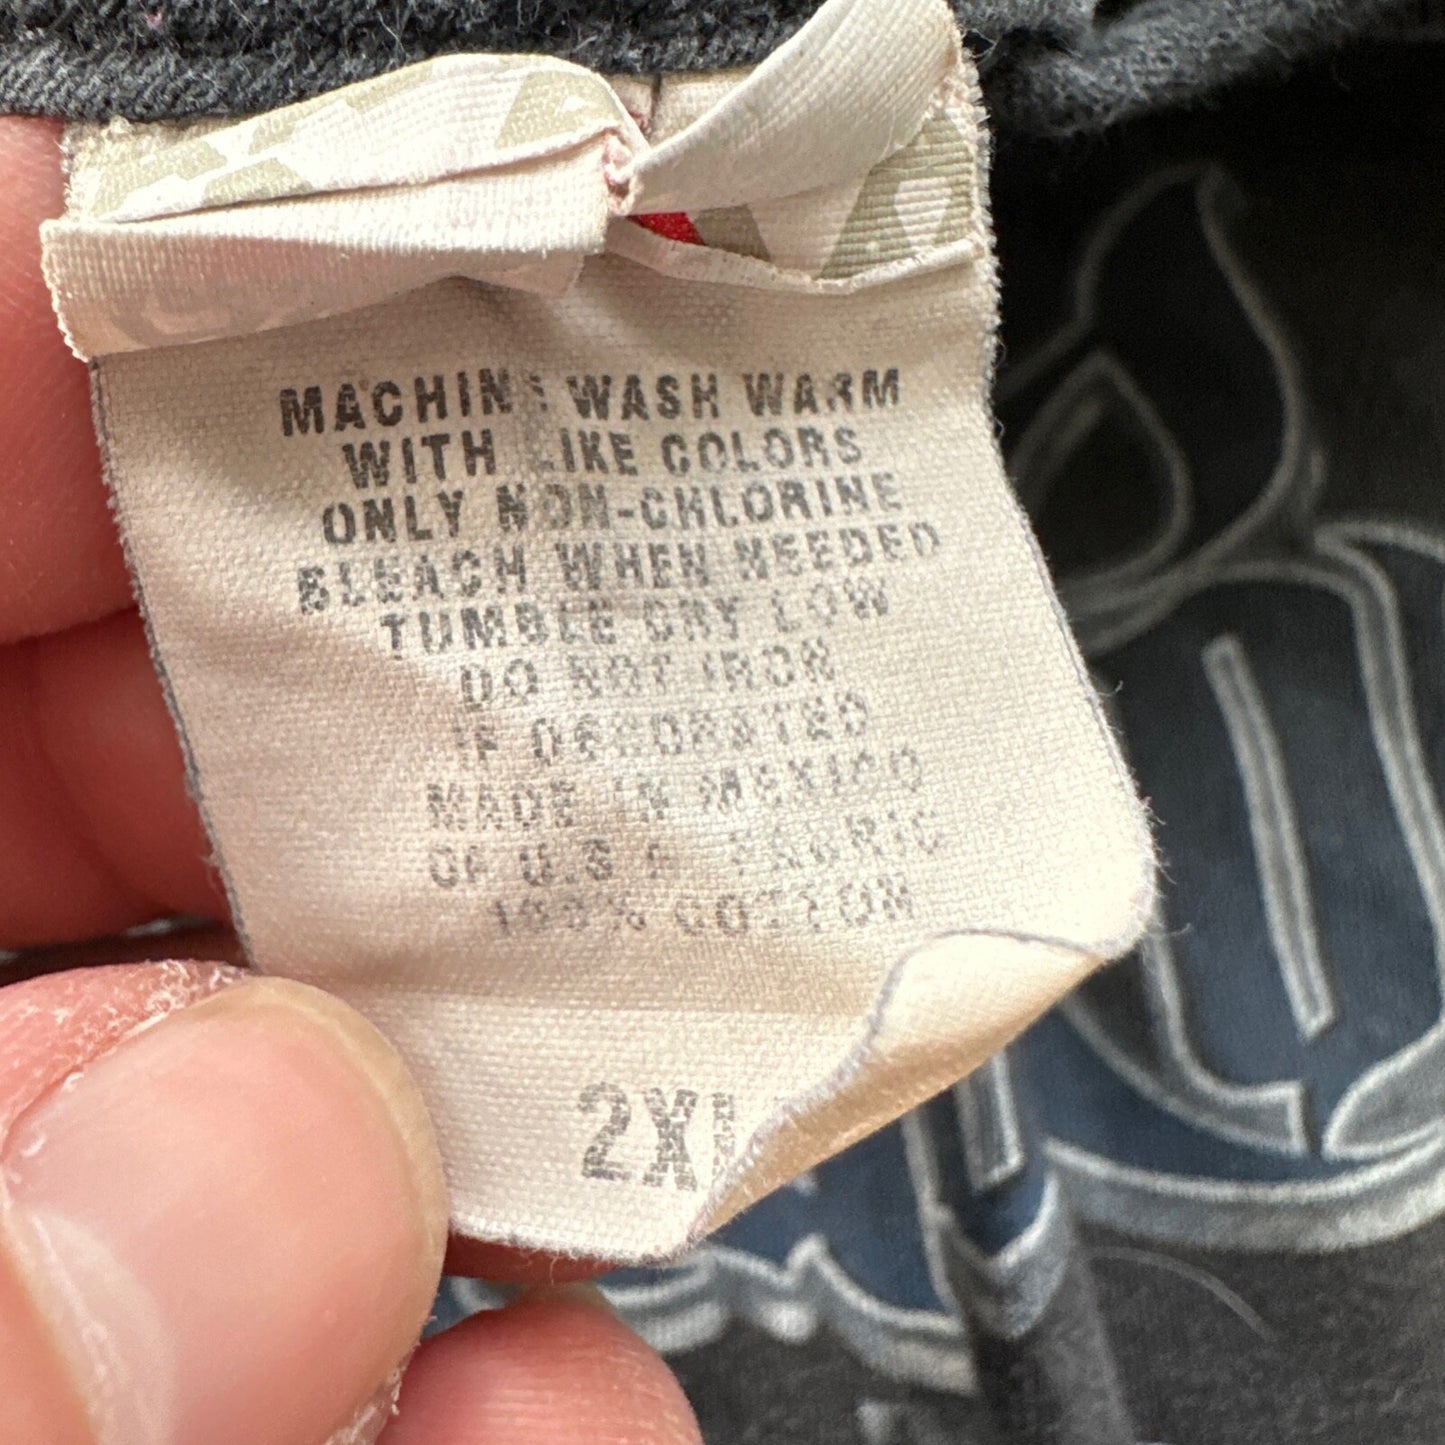 MACHINE WASH WARM
WITH LIKE COLORS
ONLY NON-CHLORINE
BLEACH WHEN NEEDED
TUMBLE DRY LOW
DO NOT IRON
IF DECORATED
MADE IN MEXICO
OF U.S.A. FABRIC
100% COTTON
2XL